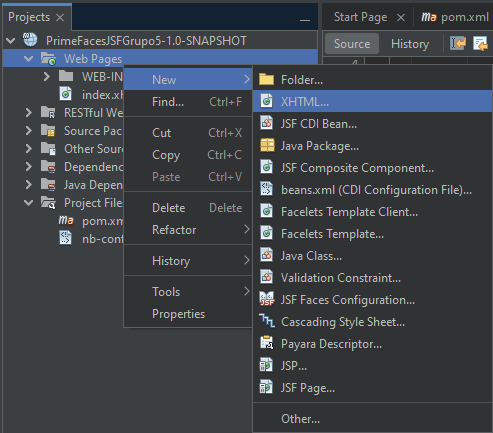 Projects
Start Page
pom.xml
PrimeFacesJSFGrupo5-1.0-SNAPSHOT
Source
History
Web Pages
WEB-IN
index.xh
RESTful We
Source Pac
Other Sour
Dependenc
Java Depen
Project Files
pom.xm
nb-conf
New
Find... Ctrl+F
Cut Ctrl+X
Copy Ctrl+C
Paste Ctrl+V
Delete Delete
Refactor
History
Tools
Properties
Folder...
XHTML...
JSF CDI Bean...
Java Package...
JSF Composite Component...
beans.xml (CDI Configuration File)...
Facelets Template Client...
Facelets Template...
Java Class...
Validation Constraint...
JSF Faces Configuration...
Cascading Style Sheet...
Payara Descriptor...
JSP...
JSF Page...
Other...